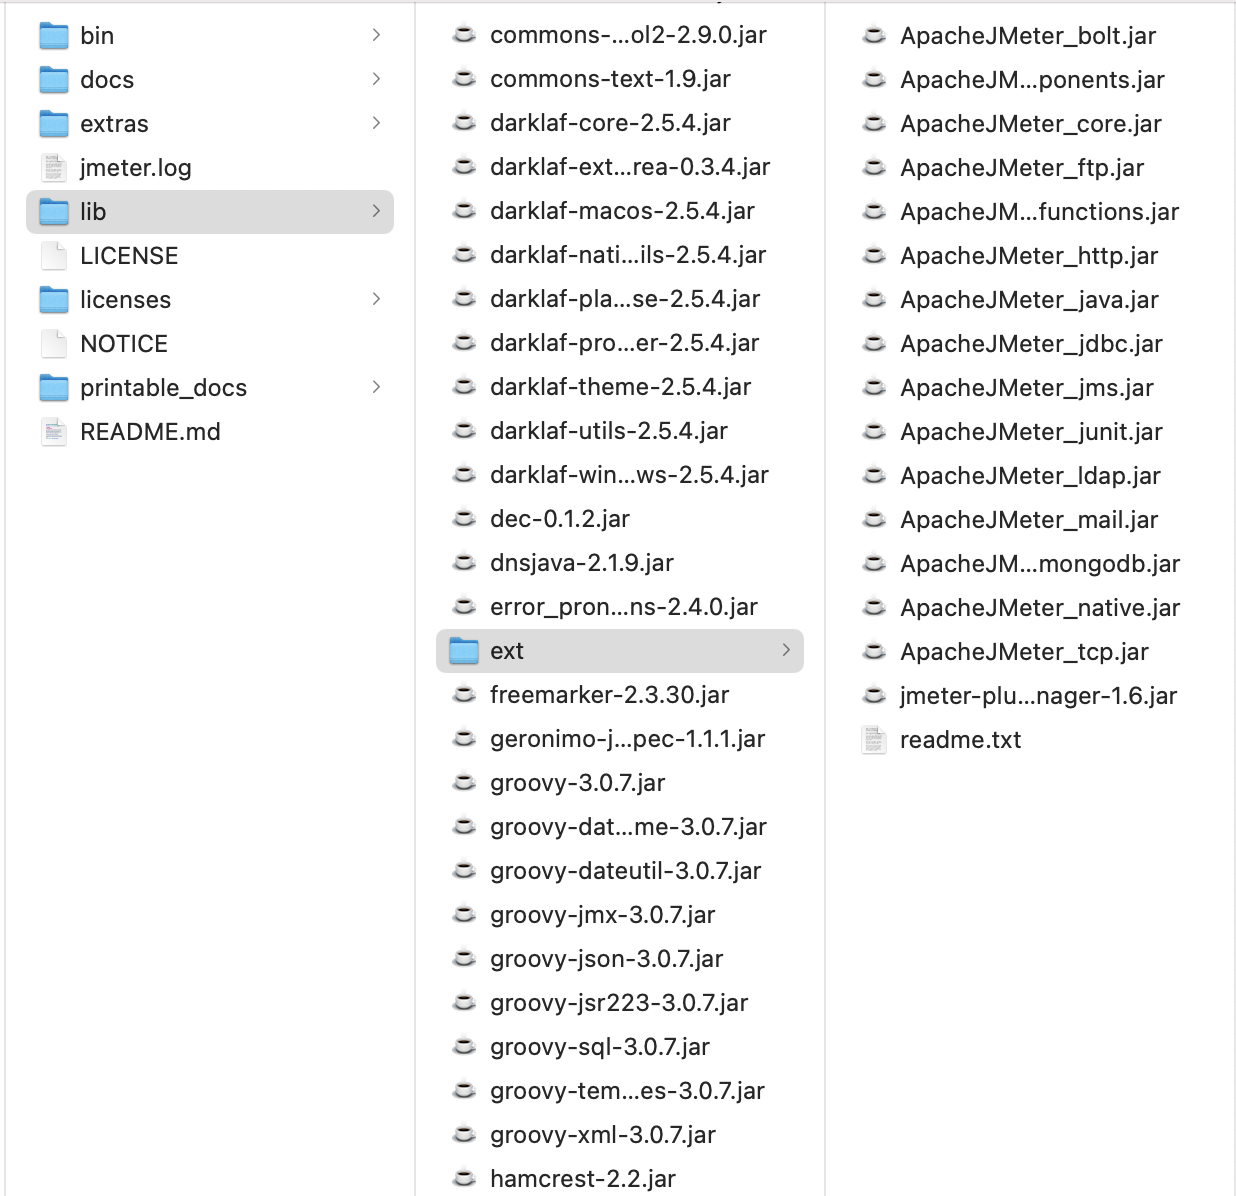 bin
docs
extras
jmeter.log
lib
LICENSE
licenses
NOTICE
printable_docs
README.md
commons-...ol2-2.9.0.jar
commons-text-1.9.jar
darklaf-core-2.5.4.jar
darklaf-ext...rea-0.3.4.jar
darklaf-macos-2.5.4.jar
darklaf-nati...ils-2.5.4.jar
darklaf-pla...se-2.5.4.jar
darklaf-pro...er-2.5.4.jar
darklaf-theme-2.5.4.jar
darklaf-utils-2.5.4.jar
darklaf-win...ws-2.5.4.jar
dec-0.1.2.jar
dnsjava-2.1.9.jar
error_pron...ns-2.4.0.jar
ext
freemarker-2.3.30.jar
geronimo-j...pec-1.1.1.jar
groovy-3.0.7.jar
groovy-dat...me-3.0.7.jar
groovy-dateutil-3.0.7.jar
groovy-jmx-3.0.7.jar
groovy-json-3.0.7.jar
groovy-jsr223-3.0.7.jar
groovy-sql-3.0.7.jar
groovy-tem...es-3.0.7.jar
groovy-xml-3.0.7.jar
hamcrest-2.2.jar
ApacheJMeter_bolt.jar
ApacheJM...ponents.jar
ApacheJMeter_core.jar
ApacheJMeter_ftp.jar
ApacheJM...functions.jar
ApacheJMeter_http.jar
ApacheJMeter_java.jar
ApacheJMeter_jdbc.jar
ApacheJMeter_jms.jar
ApacheJMeter_junit.jar
ApacheJMeter_ldap.jar
ApacheJMeter_mail.jar
ApacheJM...mongodb.jar
ApacheJMeter_native.jar
ApacheJMeter_tcp.jar
jmeter-plu...nager-1.6.jar
readme.txt